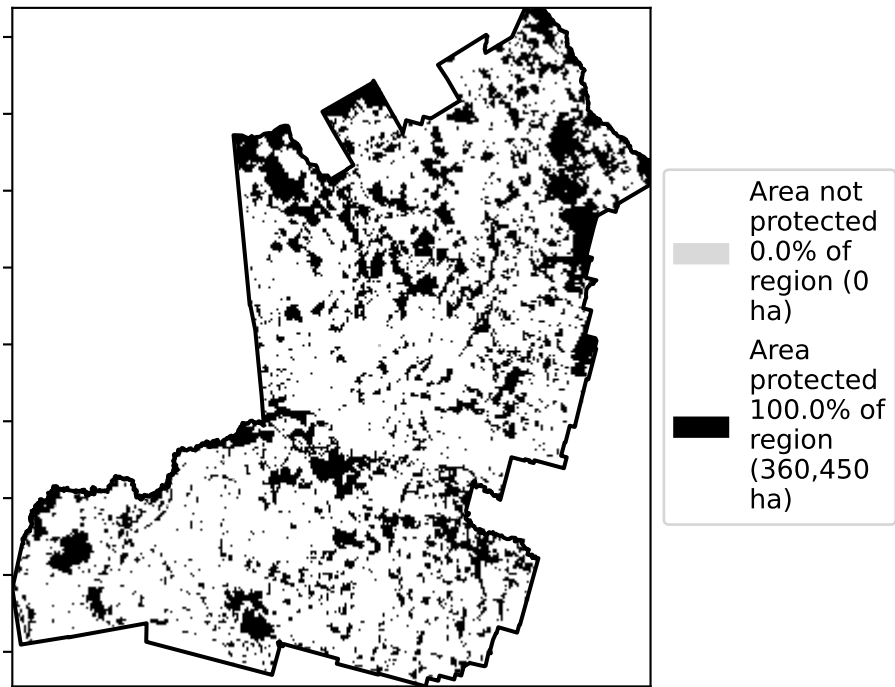 Area not
protected
0.0% of
region (0
ha)
Area
protected
100.0% of
region
(360,450
ha)